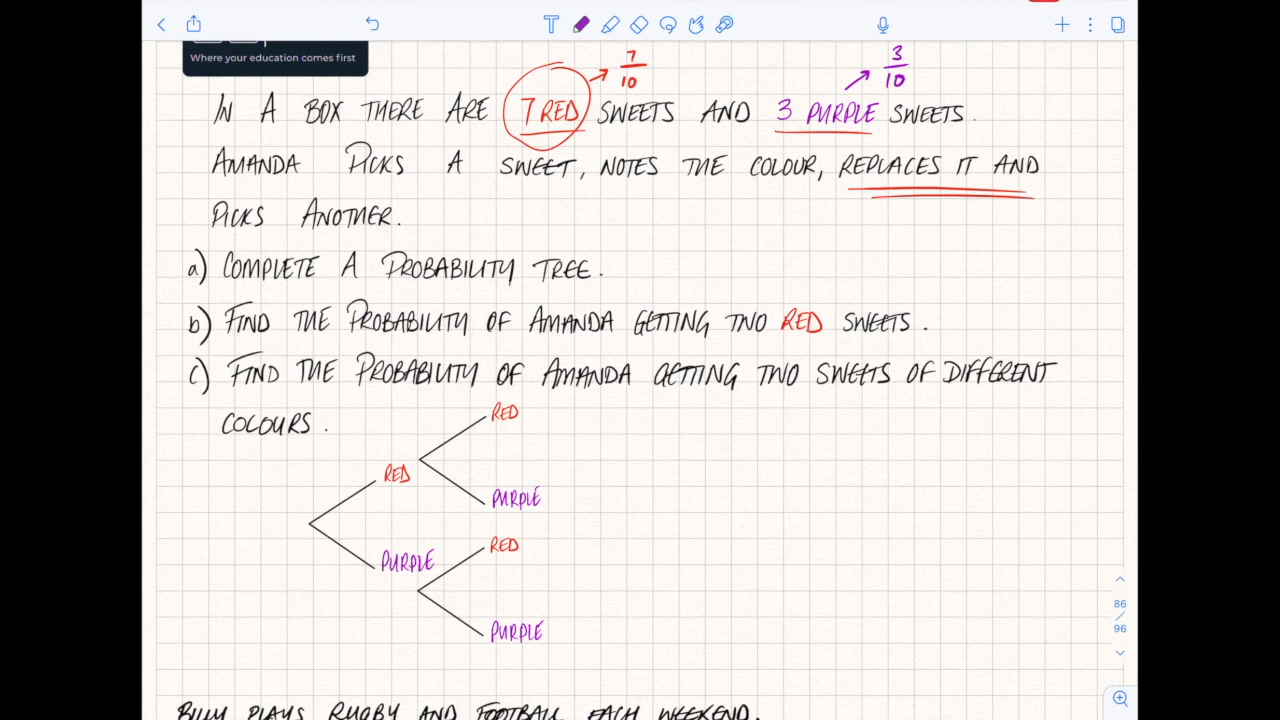 Where your education comes first
7/10
3/10
IN A BOX THERE ARE 7 RED SWEETS AND 3 PURPLE SWEETS.
AMANDA PICKS A SWEET, NOTES THE COLOUR, REPLACES IT AND
PICKS ANOTHER.
a) COMPLETE A PROBABILITY TREE.
b) FIND THE PROBABILITY OF AMANDA GETTING TWO RED SWEETS.
c) FIND THE PROBABILITY OF AMANDA GETTING TWO SWEETS OF DIFFERENT
COLOURS.
RED
RED
PURPLE
RED
PURPLE
PURPLE
86
/
96
BILLY PLAYS RUGBY AND FOOTBALL EACH WEEKEND.